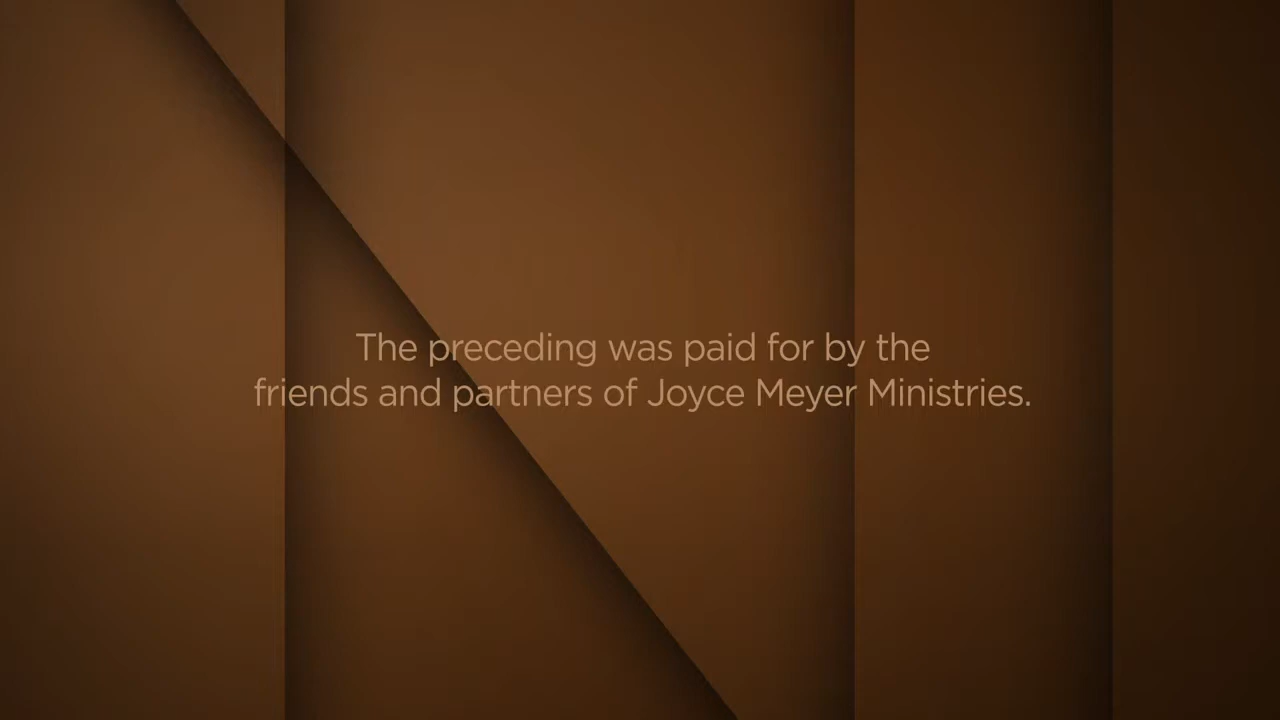 The preceding was paid for by the
friends and partners of Joyce Meyer Ministries.